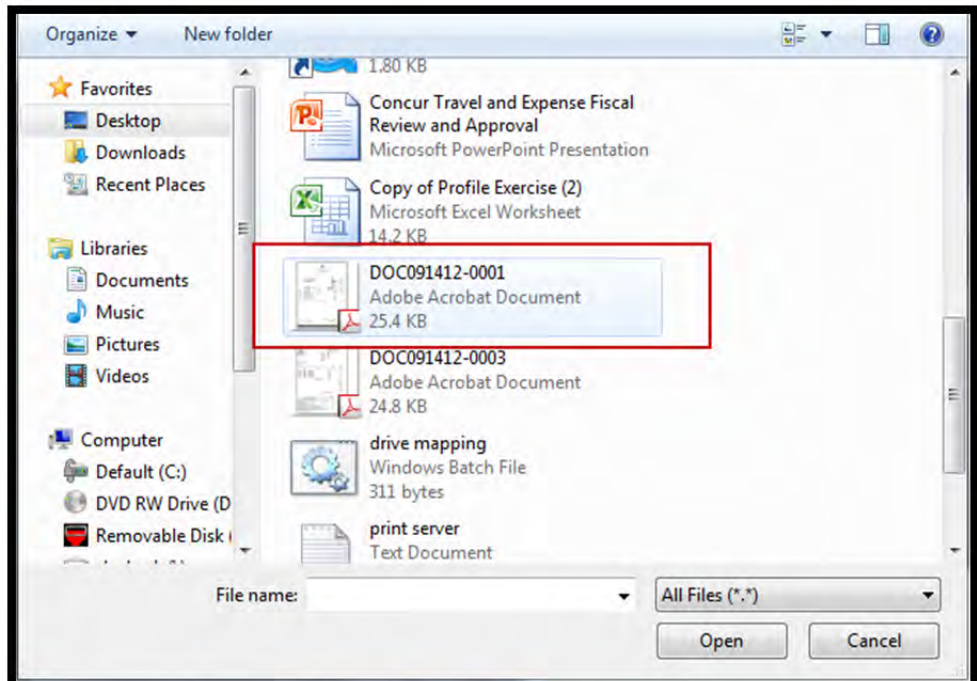 Organize New folder
Favorites
Desktop
Downloads
Recent Places
Libraries
Documents
Music
Pictures
Videos
Computer
Default (C:)
DVD RW Drive (D
Removable Disk
1.80 KB
Concur Travel and Expense Fiscal
Review and Approval
Microsoft PowerPoint Presentation
Copy of Profile Exercise (2)
Microsoft Excel Worksheet
14.2 KB
DOC091412-0001
Adobe Acrobat Document
25.4 KB
DOC091412-0003
Adobe Acrobat Document
24.8 KB
drive mapping
Windows Batch File
311 bytes
print server
Text Document
File name: All Files (*.*)
Open Cancel